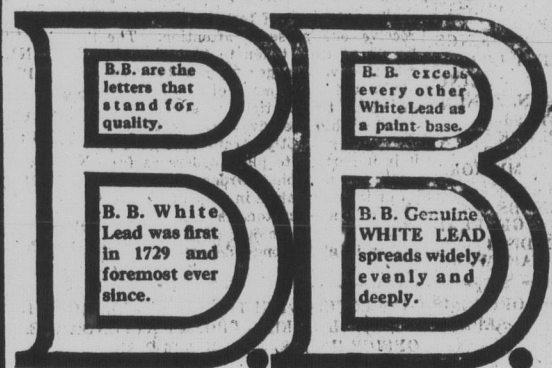 B.B.
B.B. are the
letters that
stand for
quality.
B. B. White
Lead was first
in 1729 and
foremost ever
since.
B. B. excels
every other
White Lead as
a paint base.
B.B. Genuine
WHITE LEAD
spreads widely,
evenly and
deeply.